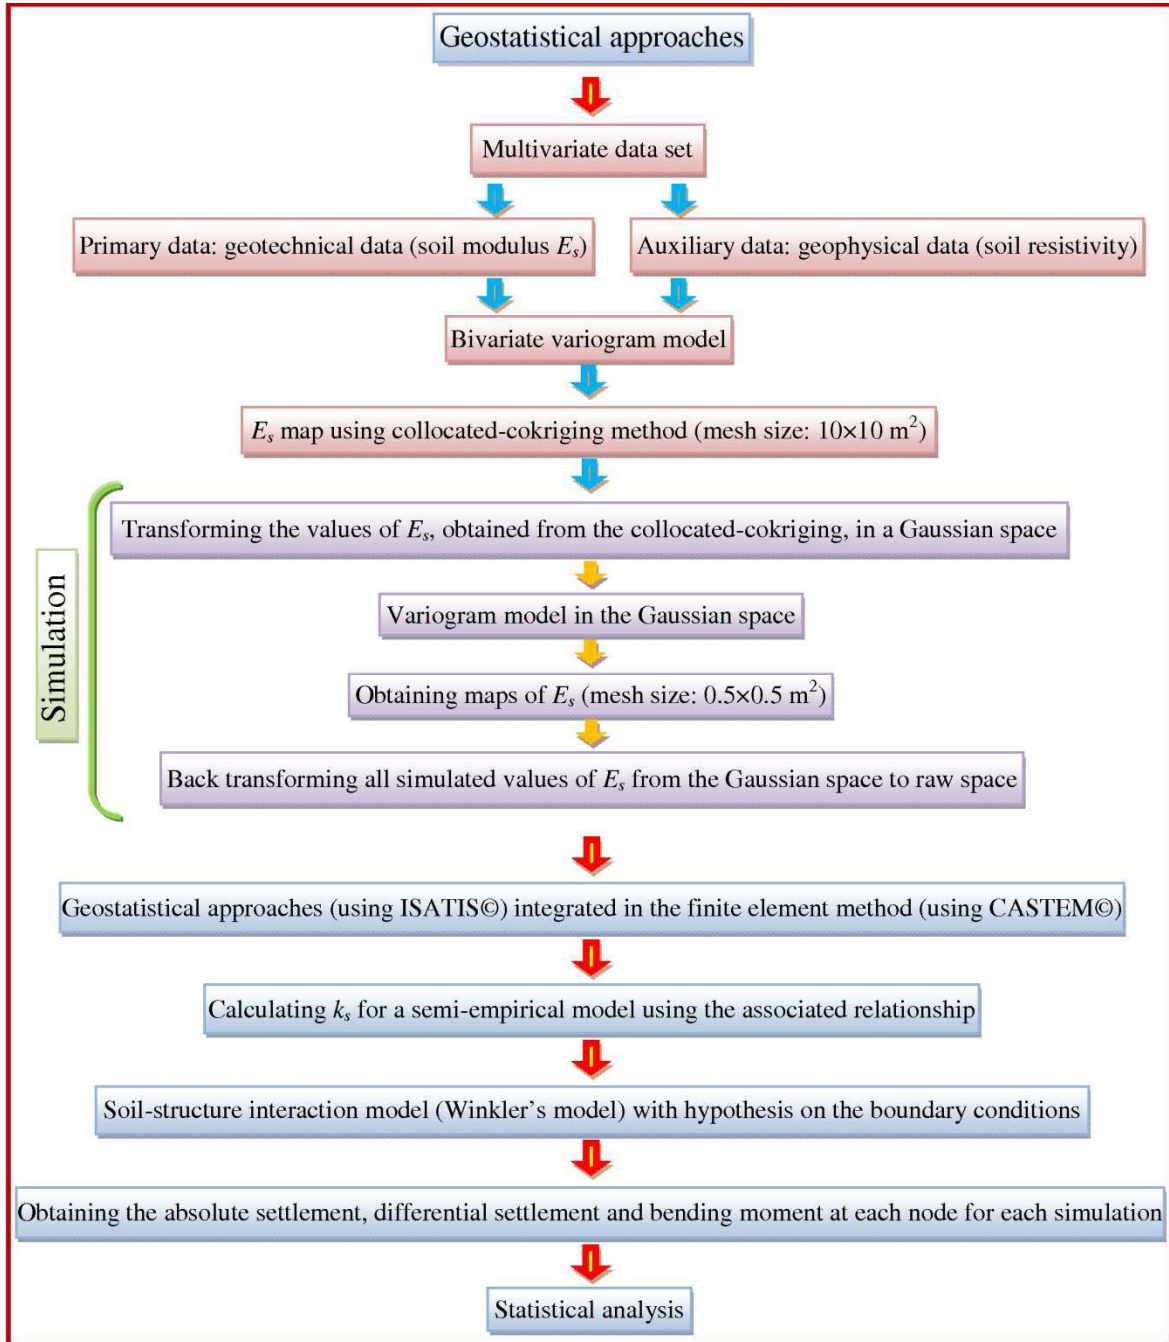 Geostatistical approaches
Multivariate data set
Primary data: geotechnical data (soil modulus Es)
Auxiliary data: geophysical data (soil resistivity)
Bivariate variogram model
Es map using collocated-cokriging method (mesh size: 10×10 m²)
Simulation
Transforming the values of Es, obtained from the collocated-cokriging, in a Gaussian space
Variogram model in the Gaussian space
Obtaining maps of Es (mesh size: 0.5×0.5 m²)
Back transforming all simulated values of Es from the Gaussian space to raw space
Geostatistical approaches (using ISATIS©) integrated in the finite element method (using CASTEM©)
Calculating ks for a semi-empirical model using the associated relationship
Soil-structure interaction model (Winkler's model) with hypothesis on the boundary conditions
Obtaining the absolute settlement, differential settlement and bending moment at each node for each simulation
Statistical analysis